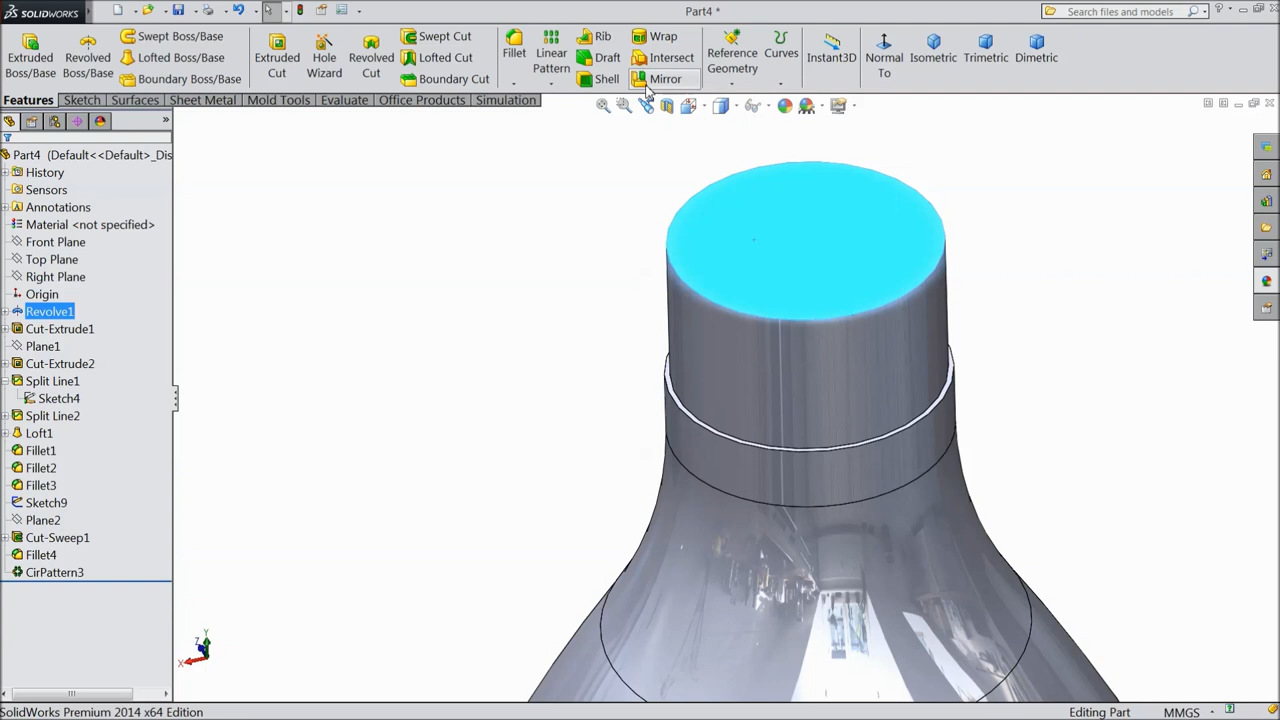 SOLIDWORKS
Part4 *
Search files and models
Extruded Boss/Base
Revolved Boss/Base
Swept Boss/Base
Lofted Boss/Base
Boundary Boss/Base
Extruded Cut
Hole Wizard
Revolved Cut
Swept Cut
Lofted Cut
Boundary Cut
Fillet
Linear Pattern
Rib
Draft
Shell
Wrap
Intersect
Mirror
Reference Geometry
Curves
Instant3D
Normal To
Isometric
Trimetric
Dimetric
Features
Sketch
Surfaces
Sheet Metal
Mold Tools
Evaluate
Office Products
Simulation
Part4 (Default<<Default>_Dis
History
Sensors
Annotations
Material <not specified>
Front Plane
Top Plane
Right Plane
Origin
Revolve1
Cut-Extrude1
Plane1
Cut-Extrude2
Split Line1
Sketch4
Split Line2
Loft1
Fillet1
Fillet2
Fillet3
Sketch9
Plane2
Cut-Sweep1
Fillet4
CirPattern3
Y
Z
X
SolidWorks Premium 2014 x64 Edition
Editing Part
MMGS